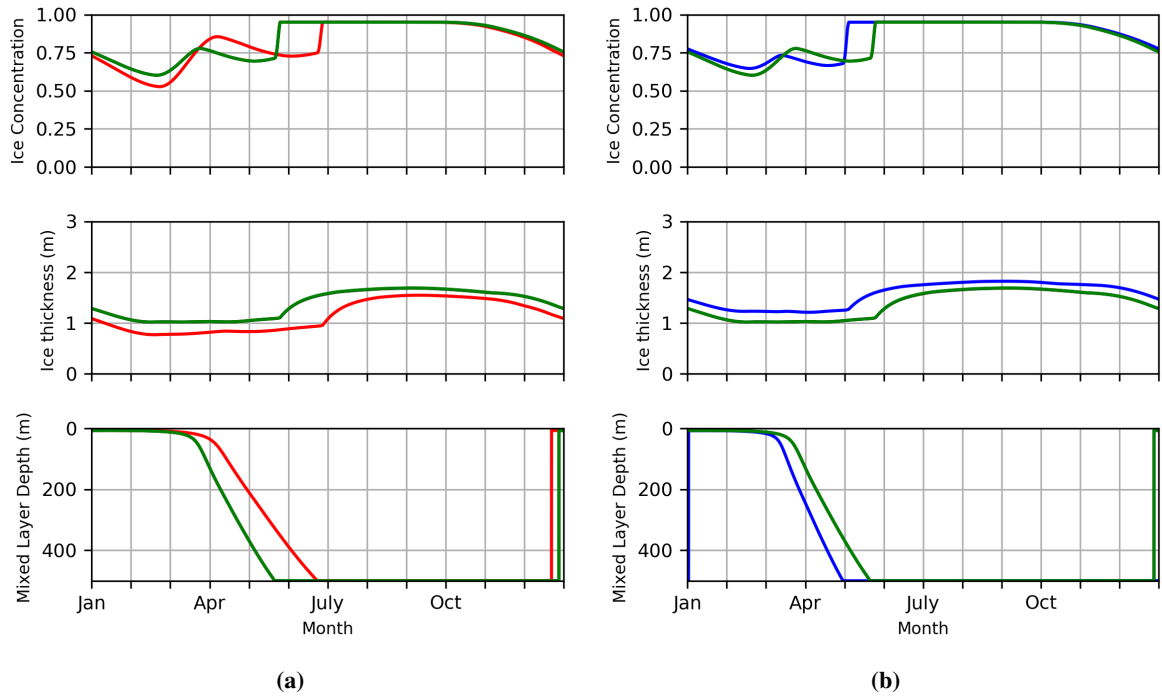 1.00
0.75
0.50
0.25
0.00
Ice Concentration
3
2
1
0
Ice thickness (m)
0
200
400
Mixed Layer Depth (m)
Jan Apr July Oct
Month
(a)
1.00
0.75
0.50
0.25
0.00
Ice Concentration
3
2
1
0
Ice thickness (m)
0
200
400
Mixed Layer Depth (m)
Jan Apr July Oct
Month
(b)